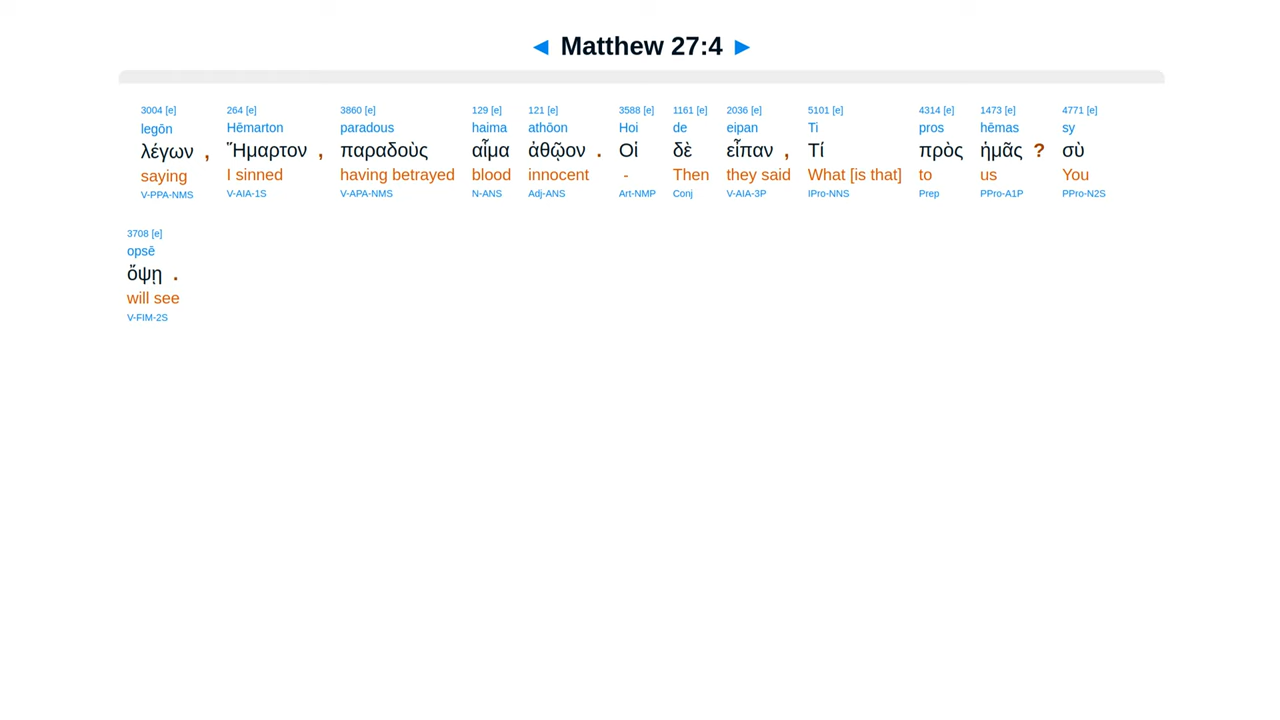 ◄ Matthew 27:4 ►
3004 [e] 264 [e] 3860 [e] 129 [e] 121 [e] 3588 [e] 1161 [e] 2036 [e] 5101 [e] 4314 [e] 1473 [e] 4771 [e]
legōn Hēmarton paradous haima athōon Hoi de eipan Ti pros hēmas sy
λέγων , Ἥμαρτον , παραδοὺς αἷμα ἀθῷον . Οἱ δὲ εἶπαν , Τί πρὸς ἡμᾶς ? σὺ
saying I sinned having betrayed blood innocent - Then they said What [is that] to us You
V-PPA-NMS V-AIA-1S V-APA-NMS N-ANS Adj-ANS Art-NMP Conj V-AIA-3P IPro-NNS Prep PPro-A1P PPro-N2S
3708 [e]
opsē
ὄψῃ .
will see
V-FIM-2S